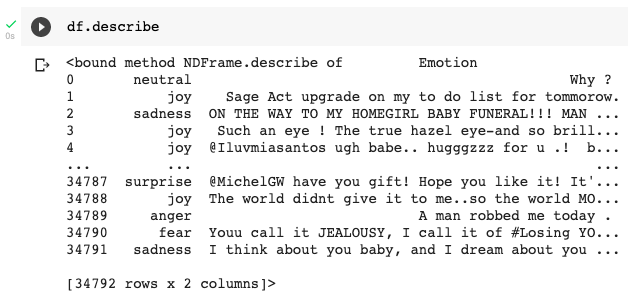 df.describe
0s
<bound method NDFrame.describe of Emotion
0 neutral Why ?
1 joy Sage Act upgrade on my to do list for tommorow.
2 sadness ON THE WAY TO MY HOMEGIRL BABY FUNERAL!!! MAN ...
3 joy Such an eye ! The true hazel eye-and so brill...
4 joy @Iluvmiasantos ugh babe.. hugggzzz for u .! b...
... ... ...
34787 surprise @MichelGW have you gift! Hope you like it! It'...
34788 joy The world didnt give it to me..so the world MO...
34789 anger A man robbed me today .
34790 fear Youu call it JEALOUSY, I call it of #Losing YO...
34791 sadness I think about you baby, and I dream about you ...
[34792 rows x 2 columns]>